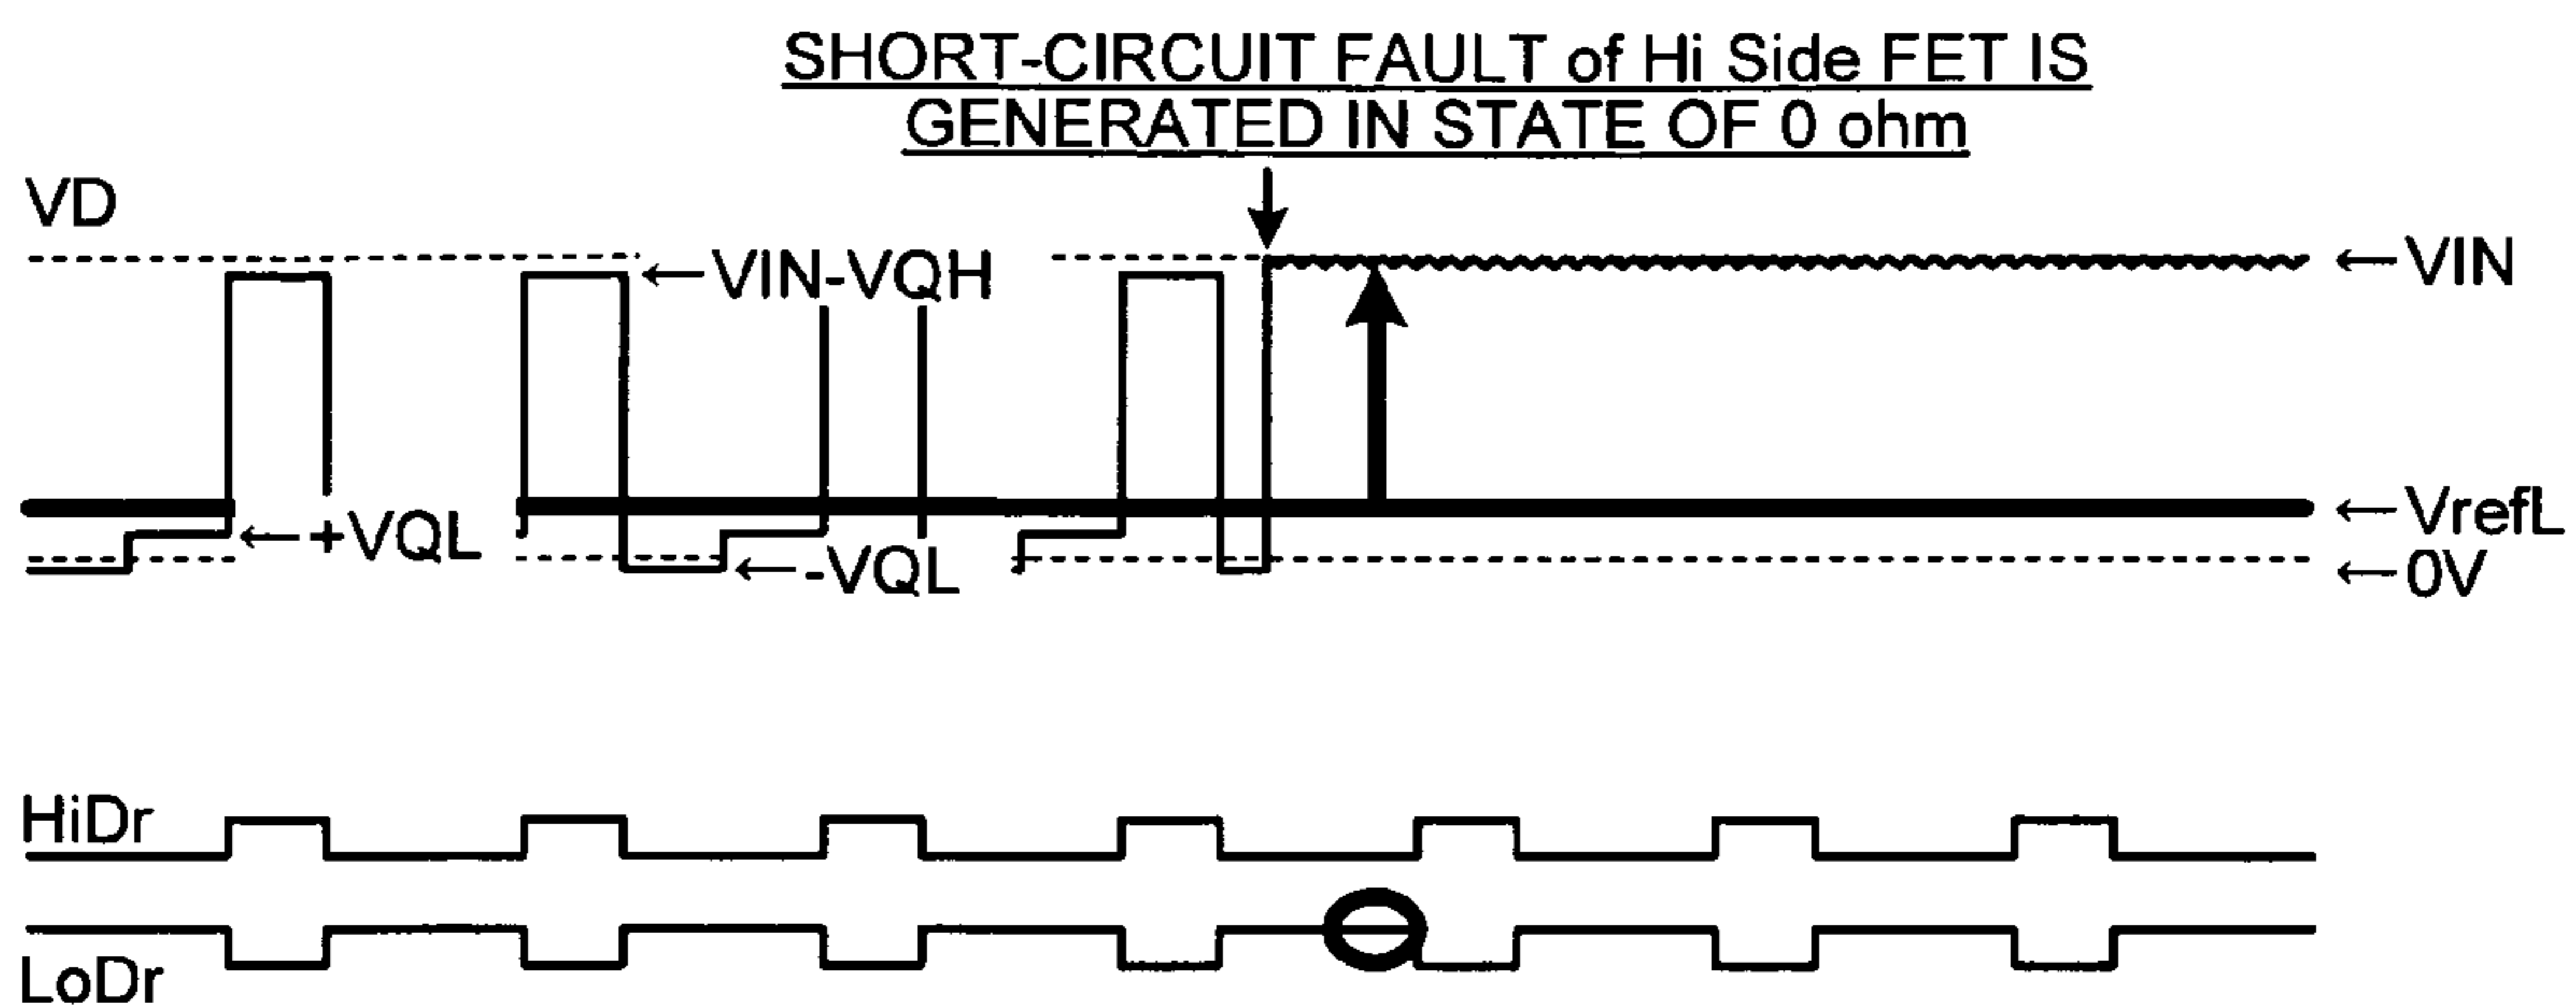 SHORT-CIRCUIT FAULT of Hi Side FET IS
GENERATED IN STATE OF 0 ohm
VD
←VIN-VQH
←VIN
←+VQL
←-VQL
←VrefL
←0V
HiDr
LoDr